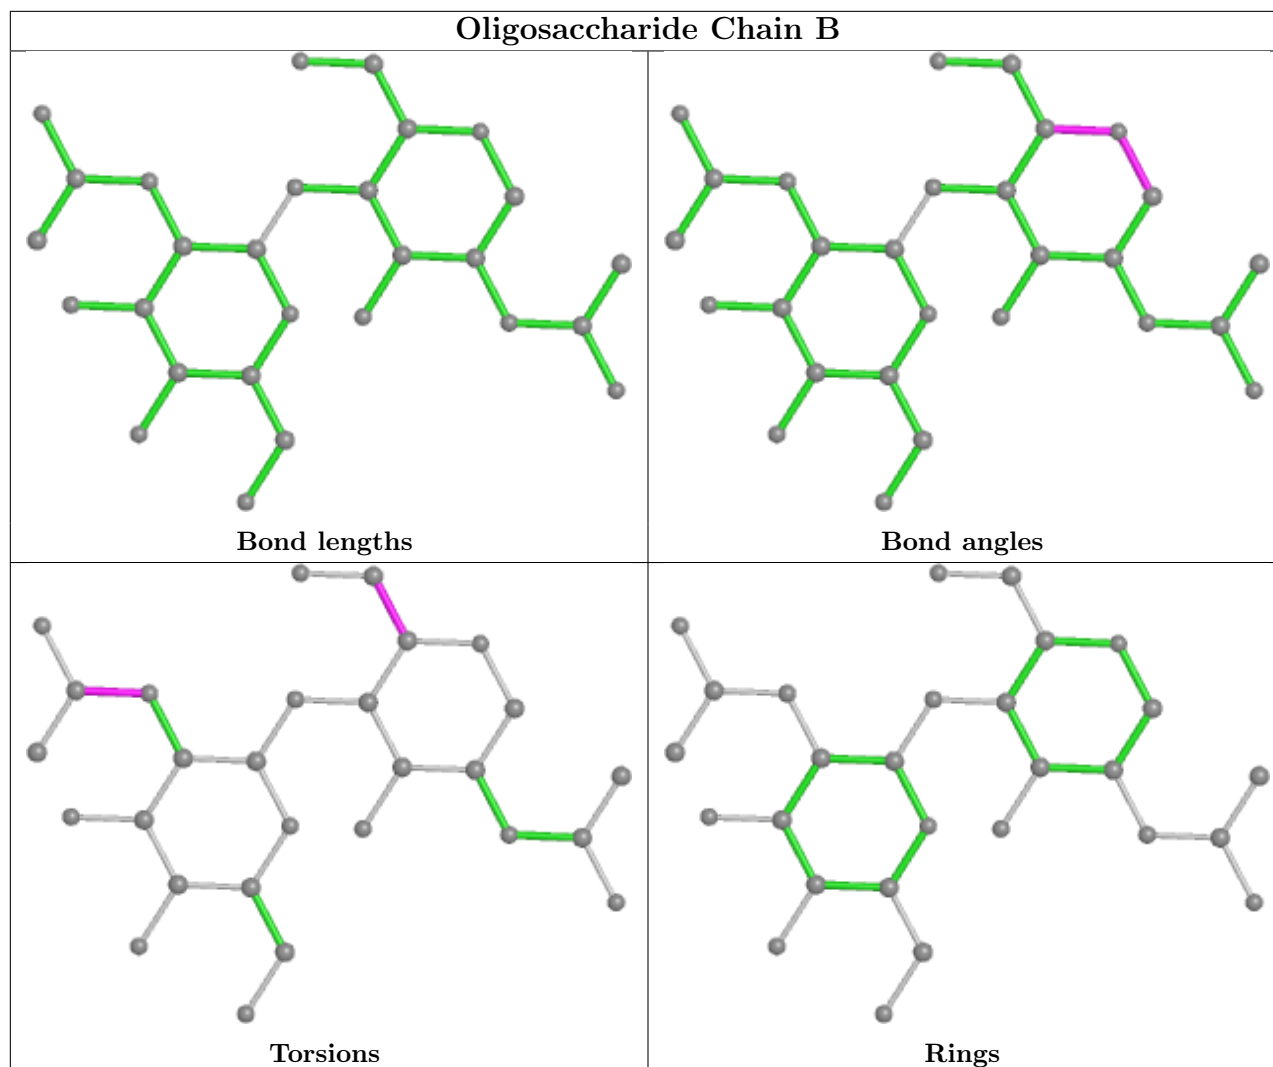 Oligosaccharide Chain B
Bond lengths
Bond angles
Torsions
Rings